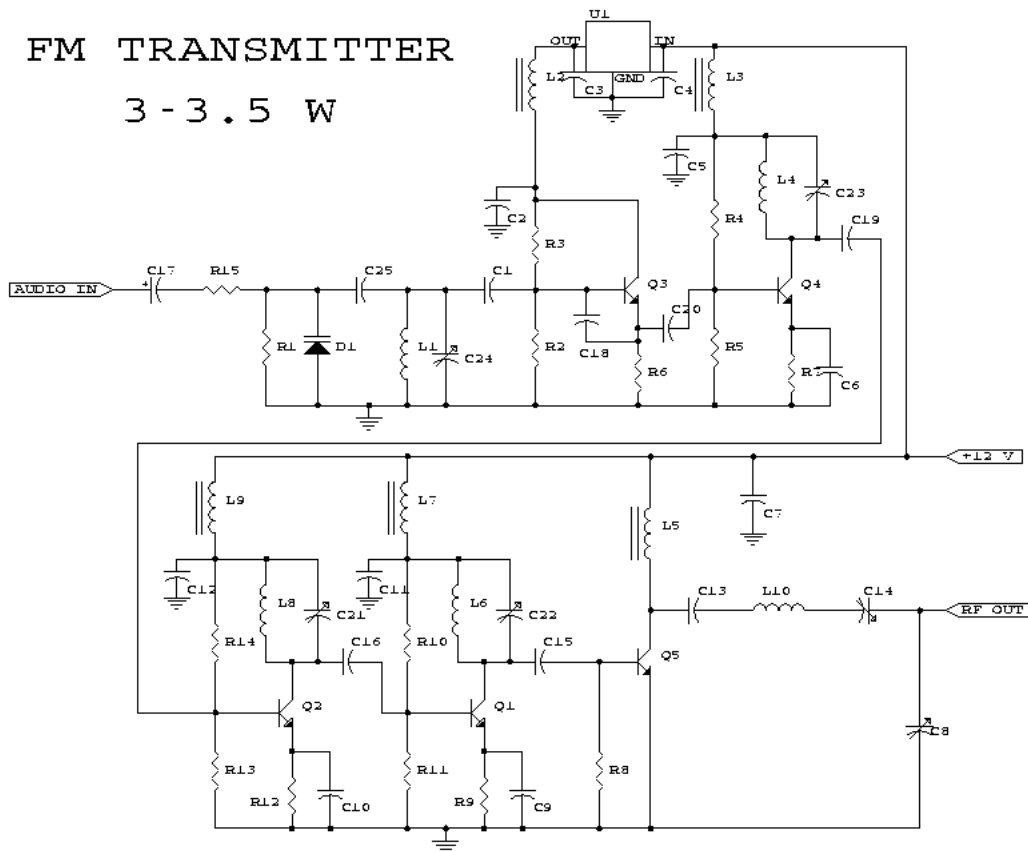 U1
FM TRANSMITTER
OUT IN
L2 C3 GND C4 L3
3-3.5 W
C5 L4 C23
C2 R4 C19
R3
C17 R15 C25 C1 Q3 Q4
AUDIO IN
C20
R1 D1 L1 C24 C18 R2 R6 R5 R7 C6
+12 V
L9 L7 L5 C7
C12 L8 C21 C11 L6 C22 C13 L10 C14
RF OUT
R14 C16 R10 C15 Q5
Q2 Q1
C8
R13 R12 C10 R11 R9 C9 R8